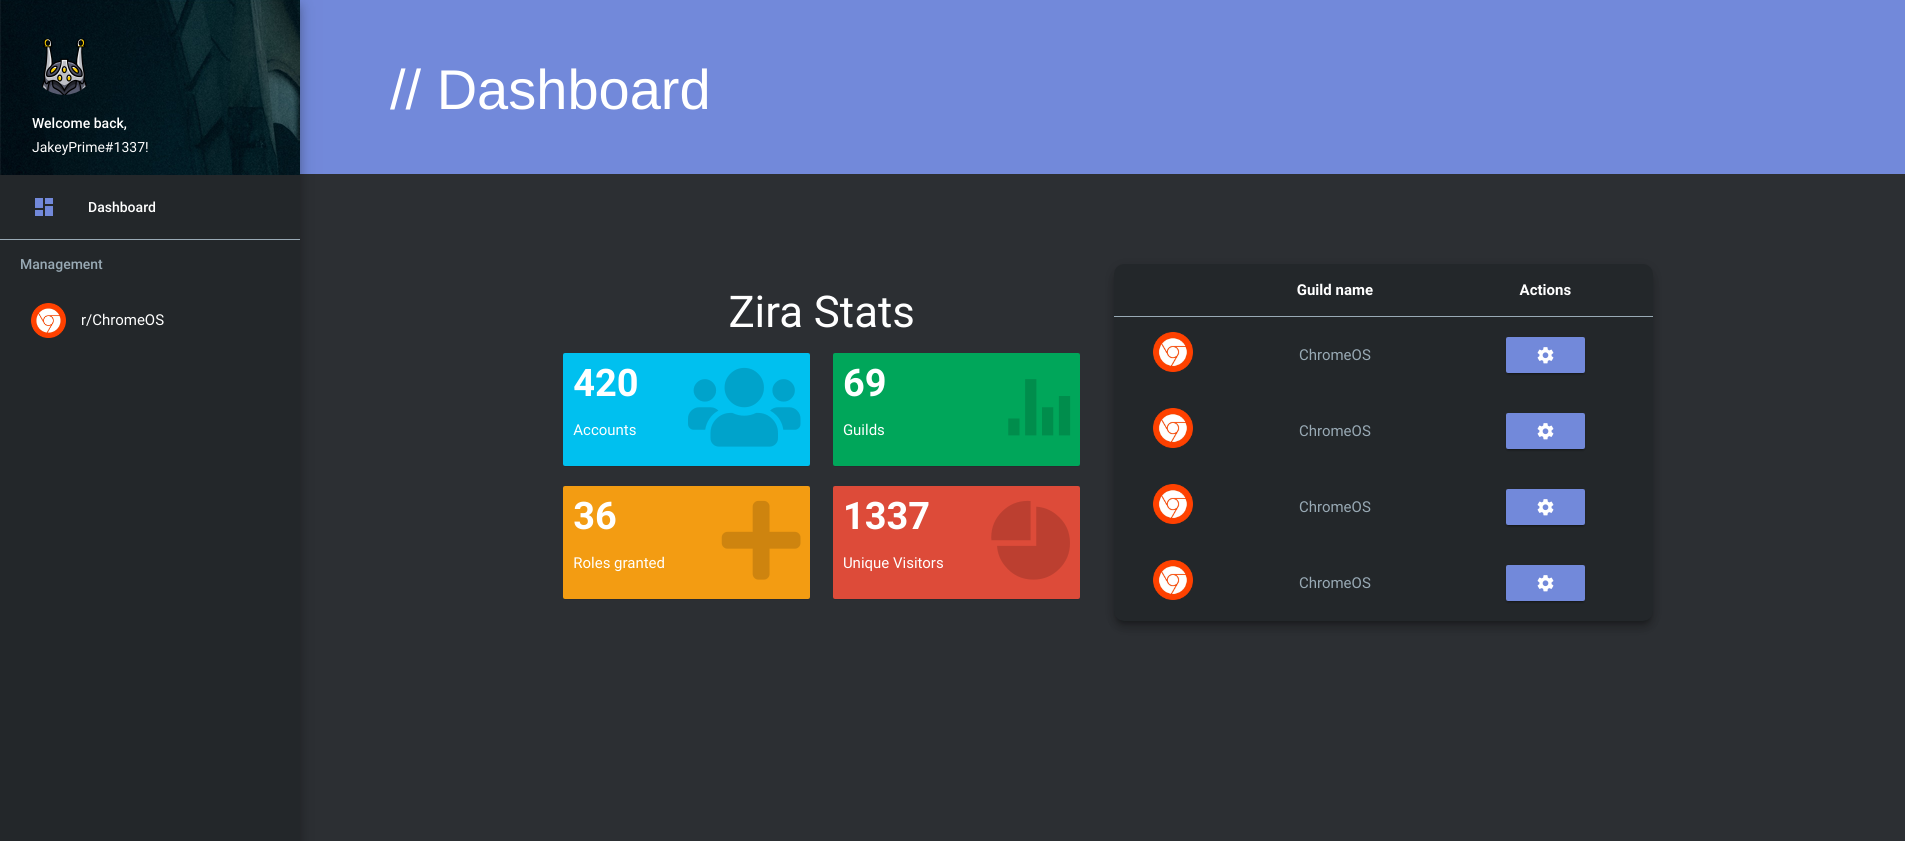 Welcome back,
JakeyPrime#1337!
Dashboard
Management
r/ChromeOS
// Dashboard
Zira Stats
420
Accounts
69
Guilds
36
Roles granted
1337
Unique Visitors
Guild name Actions
ChromeOS
ChromeOS
ChromeOS
ChromeOS